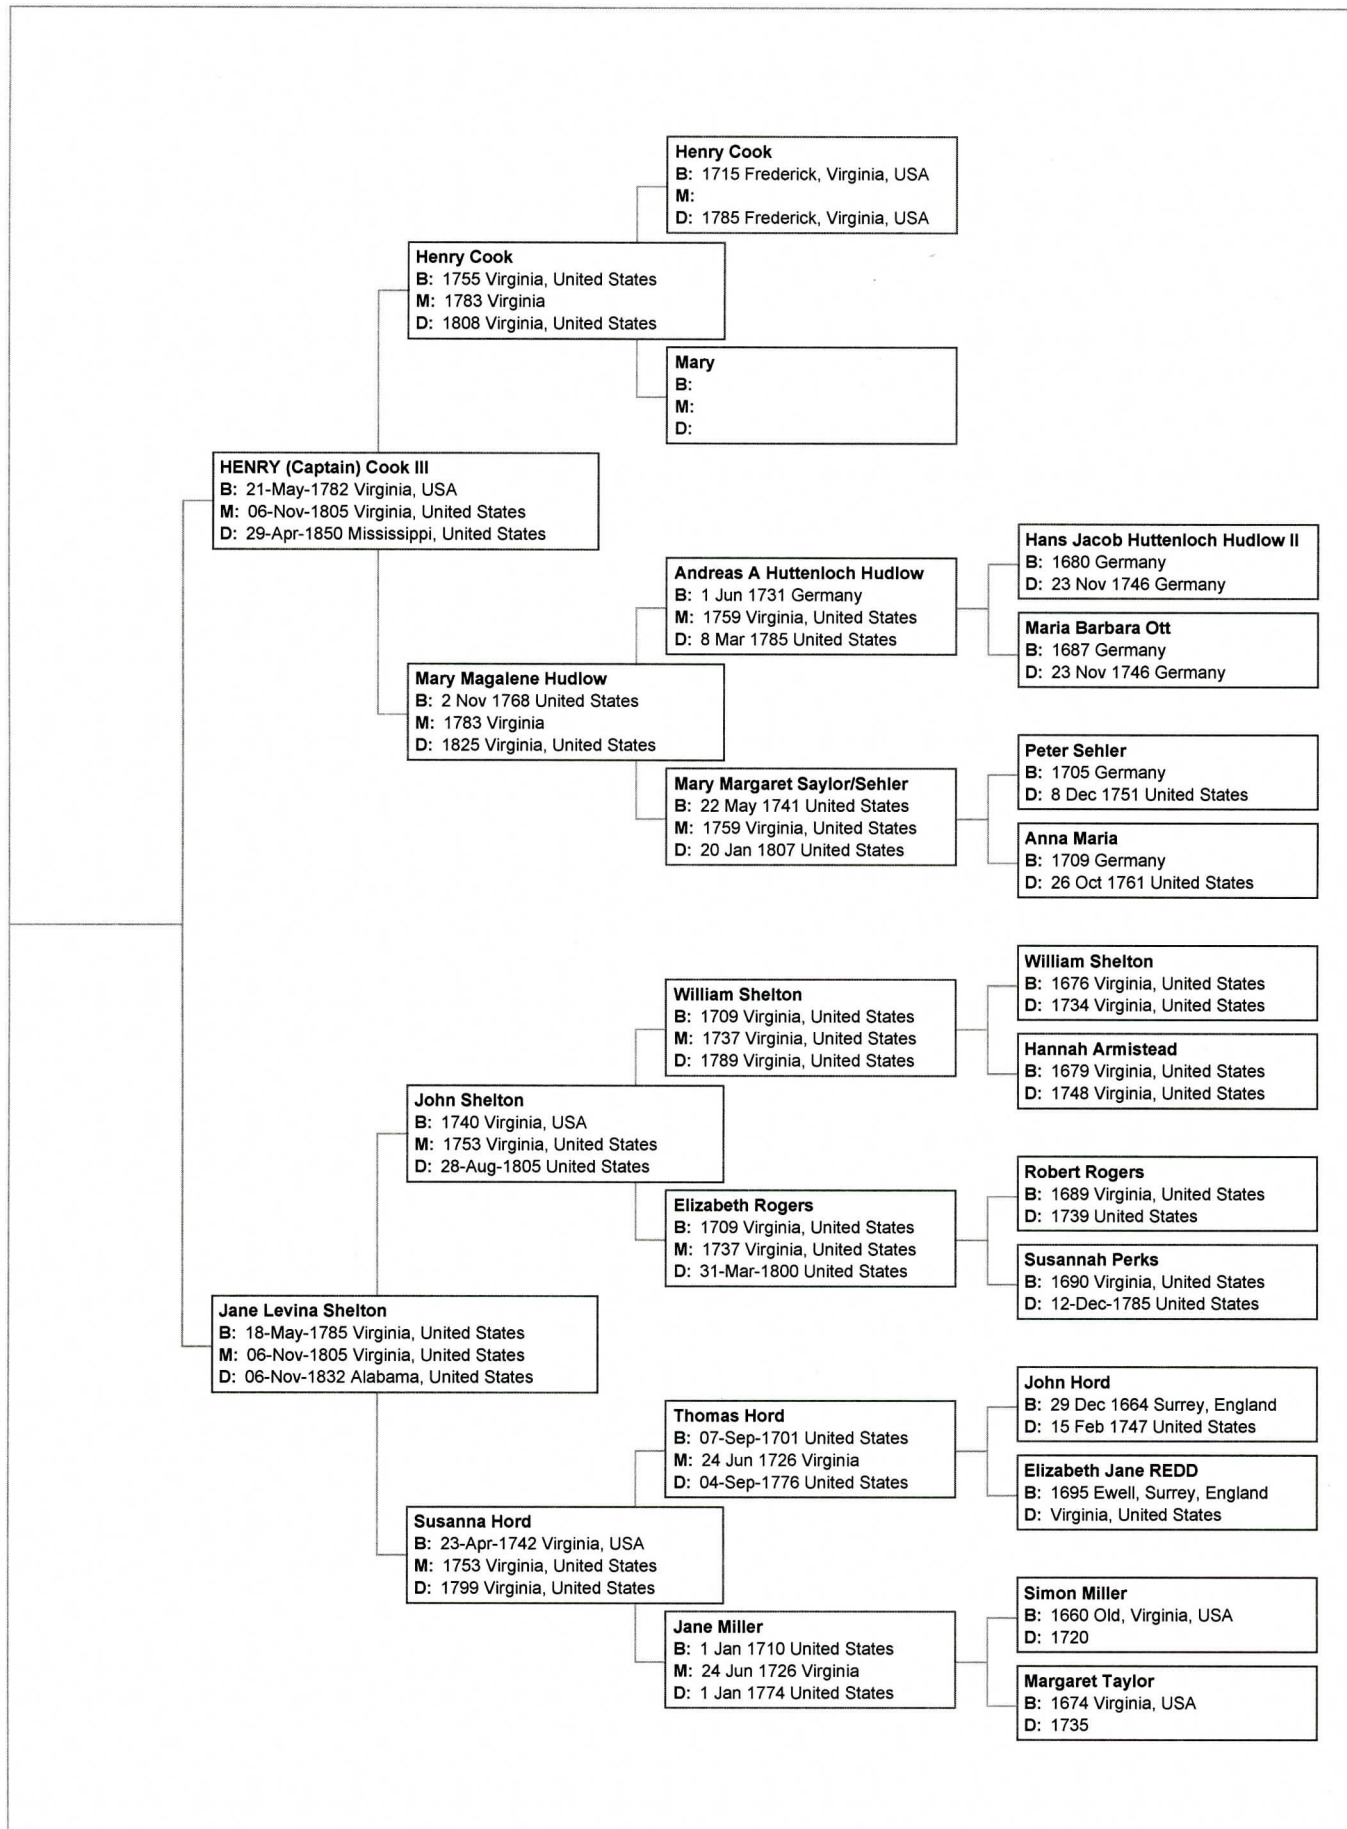 Henry Cook
B: 1715 Frederick, Virginia, USA
M:
D: 1785 Frederick, Virginia, USA
Henry Cook
B: 1755 Virginia, United States
M: 1783 Virginia
D: 1808 Virginia, United States
Mary
B:
M:
D:
HENRY (Captain) Cook III
B: 21-May-1782 Virginia, USA
M: 06-Nov-1805 Virginia, United States
D: 29-Apr-1850 Mississippi, United States
Hans Jacob Huttenloch Hudlow II
B: 1680 Germany
D: 23 Nov 1746 Germany
Andreas A Huttenloch Hudlow
B: 1 Jun 1731 Germany
M: 1759 Virginia, United States
D: 8 Mar 1785 United States
Maria Barbara Ott
B: 1687 Germany
D: 23 Nov 1746 Germany
Mary Magalene Hudlow
B: 2 Nov 1768 United States
M: 1783 Virginia
D: 1825 Virginia, United States
Peter Sehler
B: 1705 Germany
D: 8 Dec 1751 United States
Mary Margaret Saylor/Sehler
B: 22 May 1741 United States
M: 1759 Virginia, United States
D: 20 Jan 1807 United States
Anna Maria
B: 1709 Germany
D: 26 Oct 1761 United States
William Shelton
B: 1676 Virginia, United States
D: 1734 Virginia, United States
William Shelton
B: 1709 Virginia, United States
M: 1737 Virginia, United States
D: 1789 Virginia, United States
Hannah Armistead
B: 1679 Virginia, United States
D: 1748 Virginia, United States
John Shelton
B: 1740 Virginia, USA
M: 1753 Virginia, United States
D: 28-Aug-1805 United States
Robert Rogers
B: 1689 Virginia, United States
D: 1739 United States
Elizabeth Rogers
B: 1709 Virginia, United States
M: 1737 Virginia, United States
D: 31-Mar-1800 United States
Susannah Perks
B: 1690 Virginia, United States
D: 12-Dec-1785 United States
Jane Levina Shelton
B: 18-May-1785 Virginia, United States
M: 06-Nov-1805 Virginia, United States
D: 06-Nov-1832 Alabama, United States
John Hord
B: 29 Dec 1664 Surrey, England
D: 15 Feb 1747 United States
Thomas Hord
B: 07-Sep-1701 United States
M: 24 Jun 1726 Virginia
D: 04-Sep-1776 United States
Elizabeth Jane REDD
B: 1695 Ewell, Surrey, England
D: Virginia, United States
Susanna Hord
B: 23-Apr-1742 Virginia, USA
M: 1753 Virginia, United States
D: 1799 Virginia, United States
Simon Miller
B: 1660 Old, Virginia, USA
D: 1720
Jane Miller
B: 1 Jan 1710 United States
M: 24 Jun 1726 Virginia
D: 1 Jan 1774 United States
Margaret Taylor
B: 1674 Virginia, USA
D: 1735